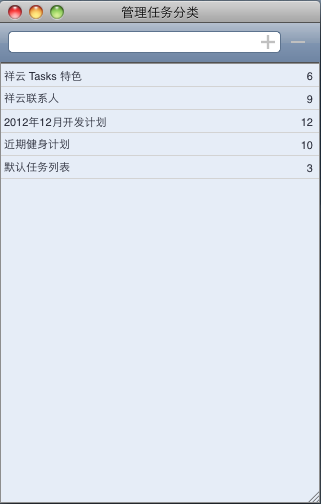 管理任务分类
祥云 Tasks 特色 6
祥云联系人 9
2012年12月开发计划 12
近期健身计划 10
默认任务列表 3